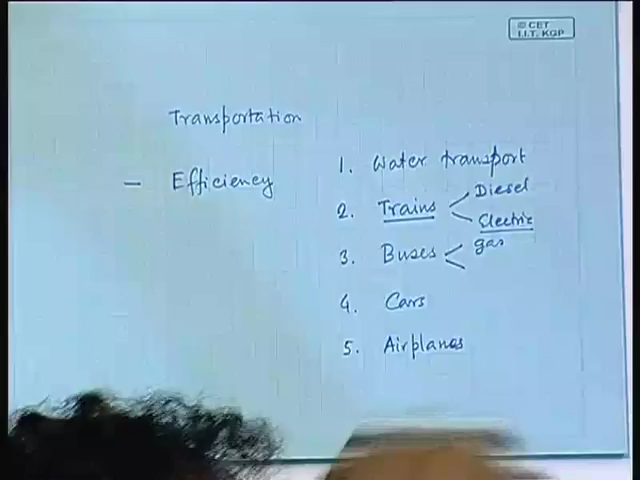 © CET
I.I.T. KGP
Transportation
– Efficiency
1. Water transport
2. Trains
Diesel
Electric
3. Buses
gas
4. Cars
5. Airplanes